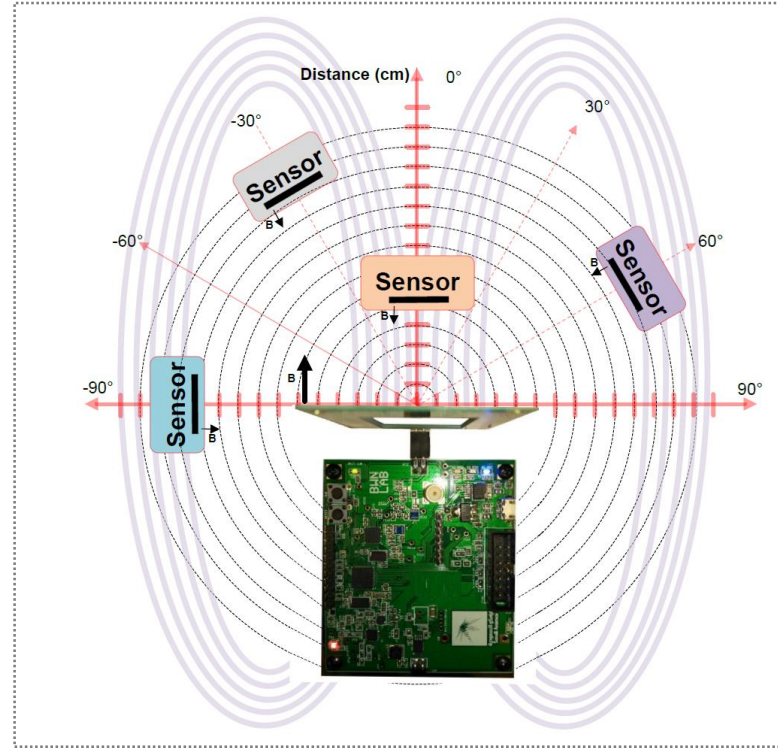 Distance (cm)
0°
-30°
30°
Sensor
B
-60°
60°
Sensor
B
Sensor
B
-90°
90°
Sensor
B
B
BWN
LAB